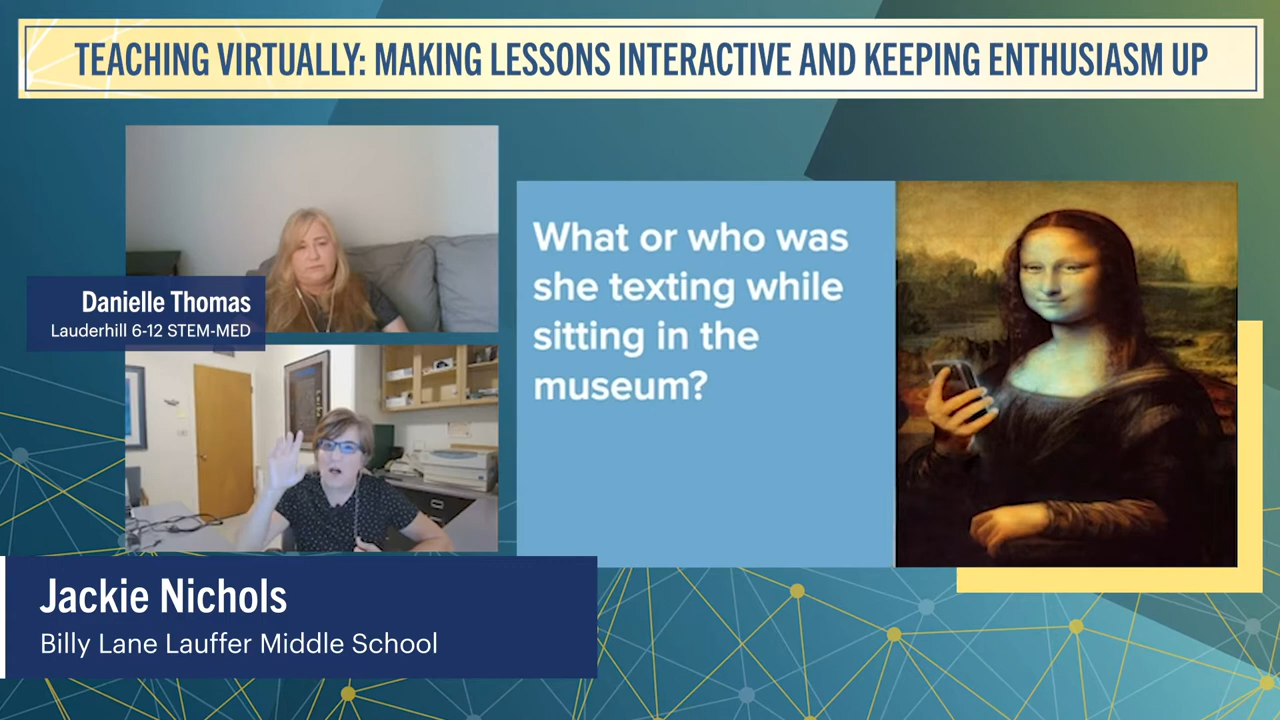 TEACHING VIRTUALLY: MAKING LESSONS INTERACTIVE AND KEEPING ENTHUSIASM UP
Danielle Thomas
Lauderhill 6-12 STEM-MED
What or who was
she texting while
sitting in the
museum?
Jackie Nichols
Billy Lane Lauffer Middle School